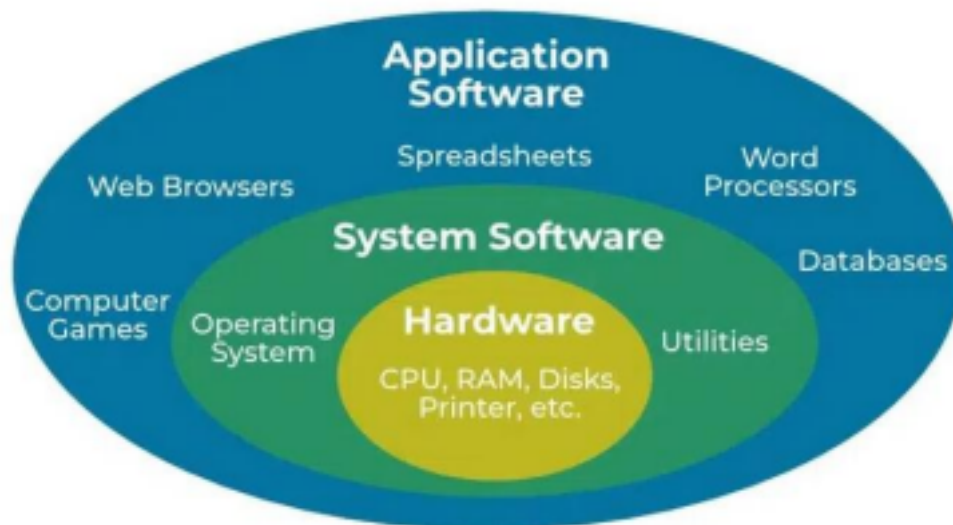 Application
Software
Spreadsheets
Word
Processors
Web Browsers
System Software
Databases
Computer
Games
Operating
System
Hardware
Utilities
CPU, RAM, Disks,
Printer, etc.